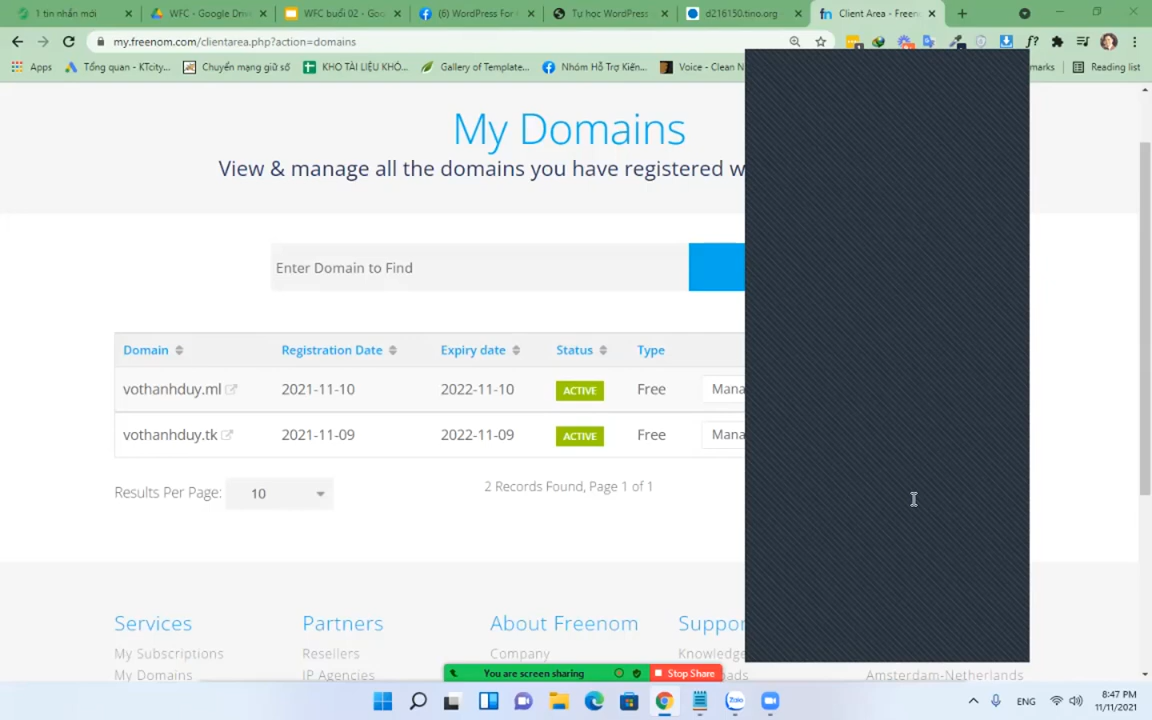 1 tin nhắn mới
WFC - Google Dri
WFC buổi 02 - Goo
(6) WordPress For
Tự học WordPress
d216150.tino.org
Client Area - Freen
my.freenom.com/clientarea.php?action=domains
Apps
Tổng quan - KTcity...
Chuyển mạng giữ số
KHO TÀI LIỆU KHÓ...
Gallery of Template...
Nhóm Hỗ Trợ Kiến...
Voice - Clean N
marks
Reading list
My Domains
View & manage all the domains you have registered w
Enter Domain to Find
Domain Registration Date Expiry date Status Type
vothanhduy.ml 2021-11-10 2022-11-10 ACTIVE Free Mana
vothanhduy.tk 2021-11-09 2022-11-09 ACTIVE Free Mana
Results Per Page: 10
2 Records Found, Page 1 of 1
Services Partners About Freenom Suppor
My Subscriptions Resellers Company Knowledge
My Domains IP Agencies oads Amsterdam-Netherlands
You are screen sharing Stop Share
ENG
8:47 PM
11/11/2021